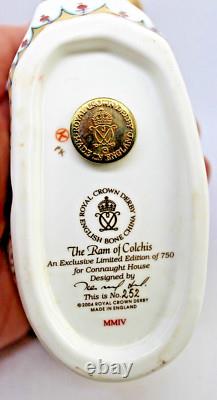 ROYAL CROWN DERBY
MADE IN ENGLAND
ROYAL CROWN DERBY
ENGLISH BONE CHINA
The Ram of Colchis
An Exclusive Limited Edition of 750
for Connaught House
Designed by
This is No. 252
©2004 ROYAL CROWN DERBY
MADE IN ENGLAND
MMIV
© 111ecu.com